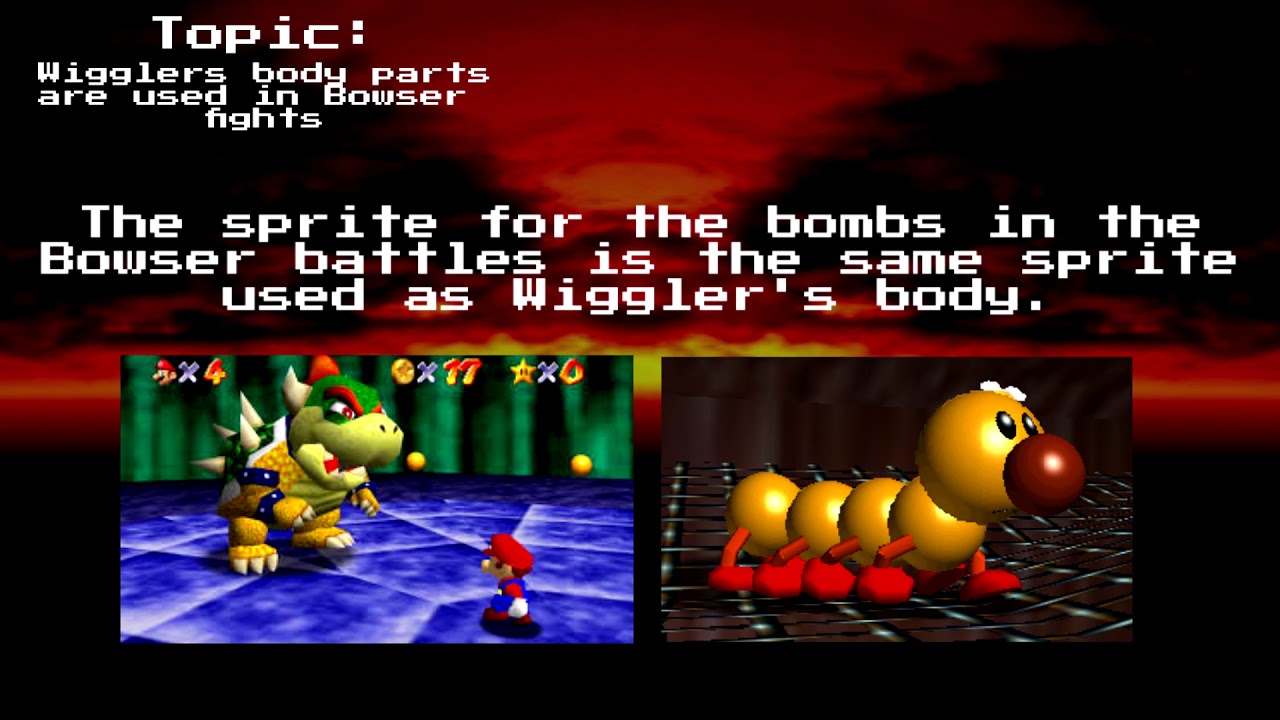 Topic:
Wigglers body parts
are used in Bowser
fights
The sprite for the bombs in the
Bowser battles is the same sprite
used as Wiggler's body.
×4 ×17 ×0